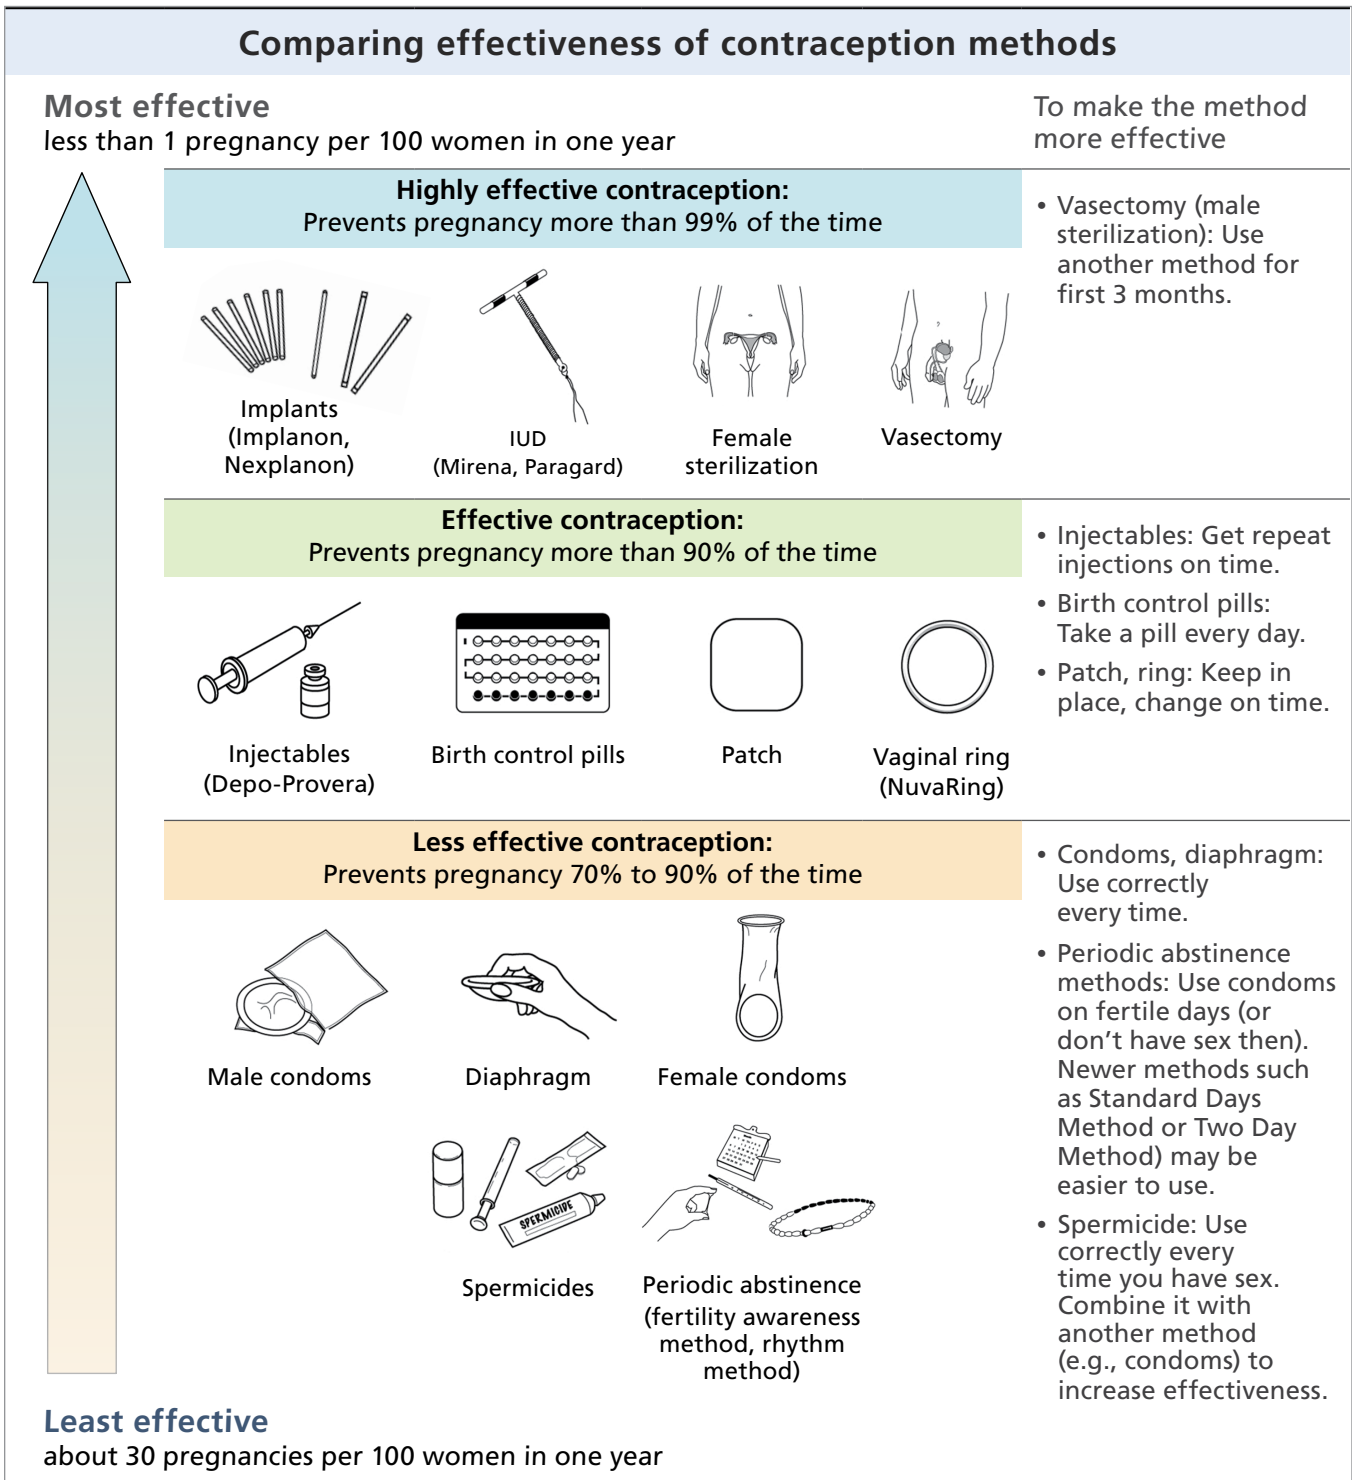 Comparing effectiveness of contraception methods
Most effective
less than 1 pregnancy per 100 women in one year
To make the method
more effective
Highly effective contraception:
Prevents pregnancy more than 99% of the time
• Vasectomy (male
sterilization): Use
another method for
first 3 months.
Implants
(Implanon,
Nexplanon)
IUD
(Mirena, Paragard)
Female
sterilization
Vasectomy
Effective contraception:
Prevents pregnancy more than 90% of the time
• Injectables: Get repeat
injections on time.
• Birth control pills:
Take a pill every day.
• Patch, ring: Keep in
place, change on time.
Injectables
(Depo-Provera)
Birth control pills
Patch
Vaginal ring
(NuvaRing)
Less effective contraception:
Prevents pregnancy 70% to 90% of the time
• Condoms, diaphragm:
Use correctly
every time.
• Periodic abstinence
methods: Use condoms
on fertile days (or
don’t have sex then).
Newer methods such
as Standard Days
Method or Two Day
Method) may be
easier to use.
• Spermicide: Use
correctly every
time you have sex.
Combine it with
another method
(e.g., condoms) to
increase effectiveness.
Male condoms
Diaphragm
Female condoms
SPERMICIDE
Spermicides
Periodic abstinence
(fertility awareness
method, rhythm
method)
Least effective
about 30 pregnancies per 100 women in one year